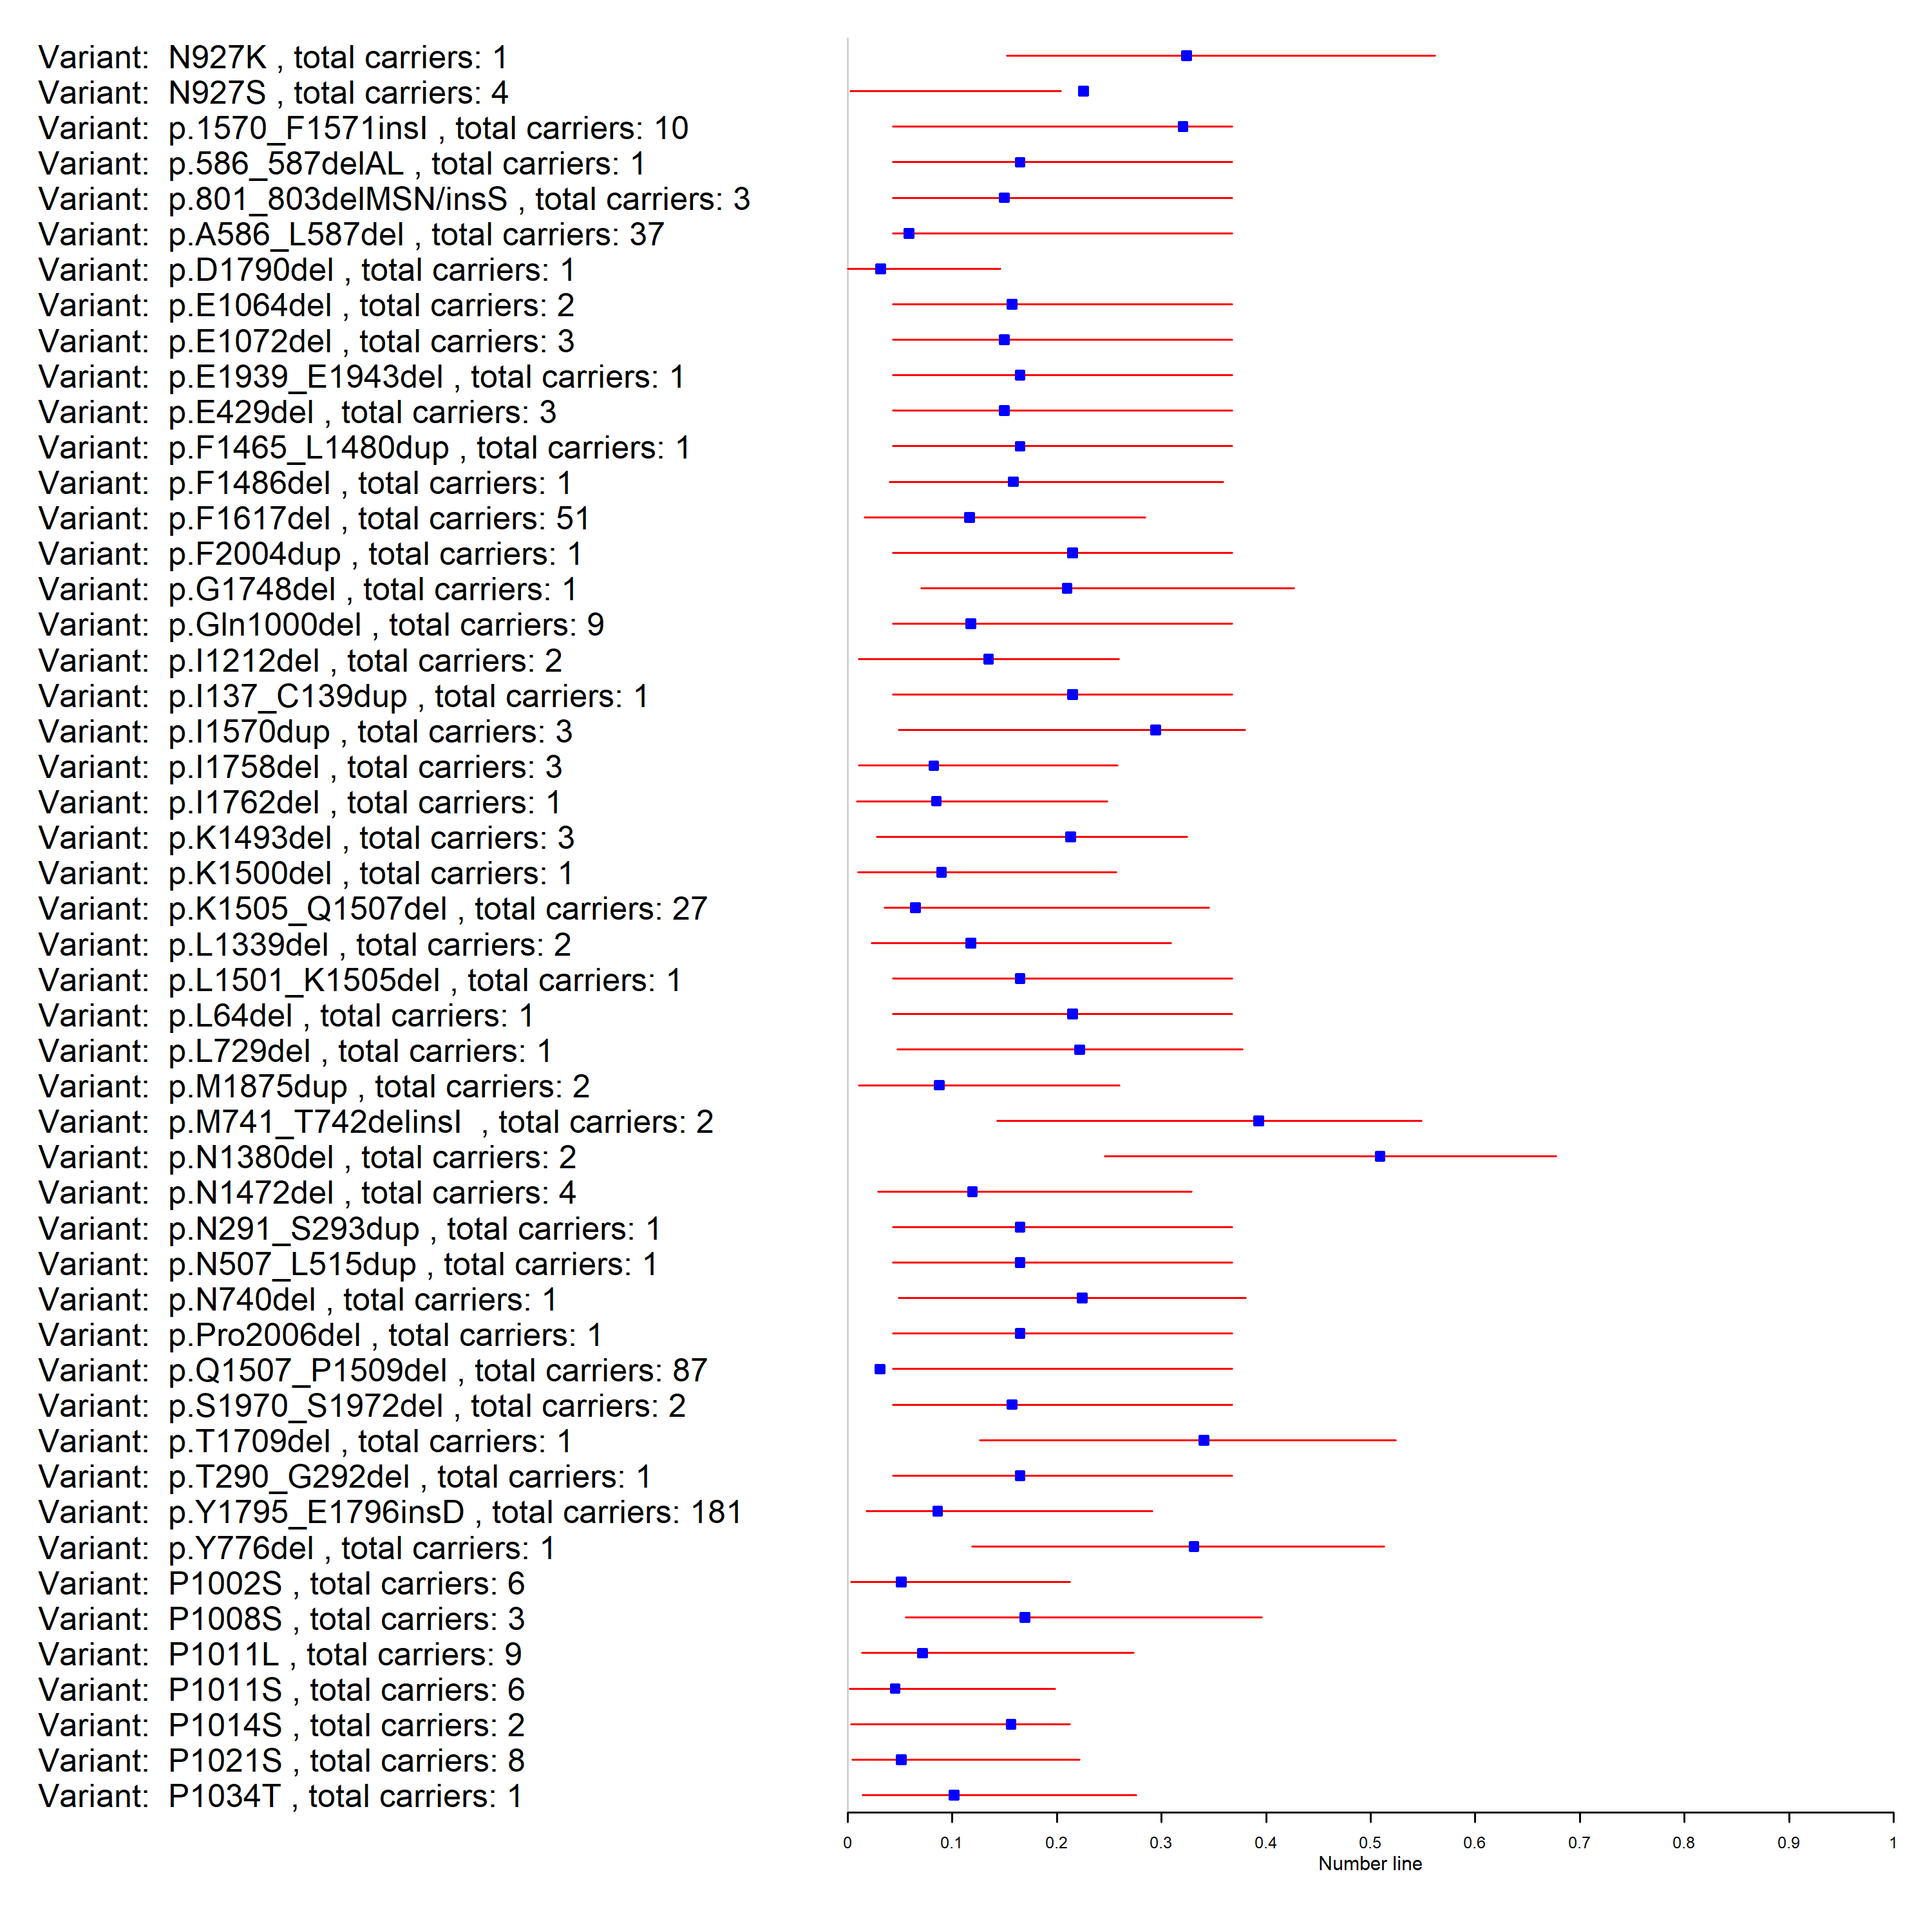 Variant: N927K , total carriers: 1
Variant: N927S , total carriers: 4
Variant: p.1570_F1571insI , total carriers: 10
Variant: p.586_587delAL , total carriers: 1
Variant: p.801_803delMSN/insS , total carriers: 3
Variant: p.A586_L587del , total carriers: 37
Variant: p.D1790del , total carriers: 1
Variant: p.E1064del , total carriers: 2
Variant: p.E1072del , total carriers: 3
Variant: p.E1939_E1943del , total carriers: 1
Variant: p.E429del , total carriers: 3
Variant: p.F1465_L1480dup , total carriers: 1
Variant: p.F1486del , total carriers: 1
Variant: p.F1617del , total carriers: 51
Variant: p.F2004dup , total carriers: 1
Variant: p.G1748del , total carriers: 1
Variant: p.Gln1000del , total carriers: 9
Variant: p.I1212del , total carriers: 2
Variant: p.I137_C139dup , total carriers: 1
Variant: p.I1570dup , total carriers: 3
Variant: p.I1758del , total carriers: 3
Variant: p.I1762del , total carriers: 1
Variant: p.K1493del , total carriers: 3
Variant: p.K1500del , total carriers: 1
Variant: p.K1505_Q1507del , total carriers: 27
Variant: p.L1339del , total carriers: 2
Variant: p.L1501_K1505del , total carriers: 1
Variant: p.L64del , total carriers: 1
Variant: p.L729del , total carriers: 1
Variant: p.M1875dup , total carriers: 2
Variant: p.M741_T742delinsI , total carriers: 2
Variant: p.N1380del , total carriers: 2
Variant: p.N1472del , total carriers: 4
Variant: p.N291_S293dup , total carriers: 1
Variant: p.N507_L515dup , total carriers: 1
Variant: p.N740del , total carriers: 1
Variant: p.Pro2006del , total carriers: 1
Variant: p.Q1507_P1509del , total carriers: 87
Variant: p.S1970_S1972del , total carriers: 2
Variant: p.T1709del , total carriers: 1
Variant: p.T290_G292del , total carriers: 1
Variant: p.Y1795_E1796insD , total carriers: 181
Variant: p.Y776del , total carriers: 1
Variant: P1002S , total carriers: 6
Variant: P1008S , total carriers: 3
Variant: P1011L , total carriers: 9
Variant: P1011S , total carriers: 6
Variant: P1014S , total carriers: 2
Variant: P1021S , total carriers: 8
Variant: P1034T , total carriers: 1
0 0.1 0.2 0.3 0.4 0.5 0.6 0.7 0.8 0.9 1
Number line